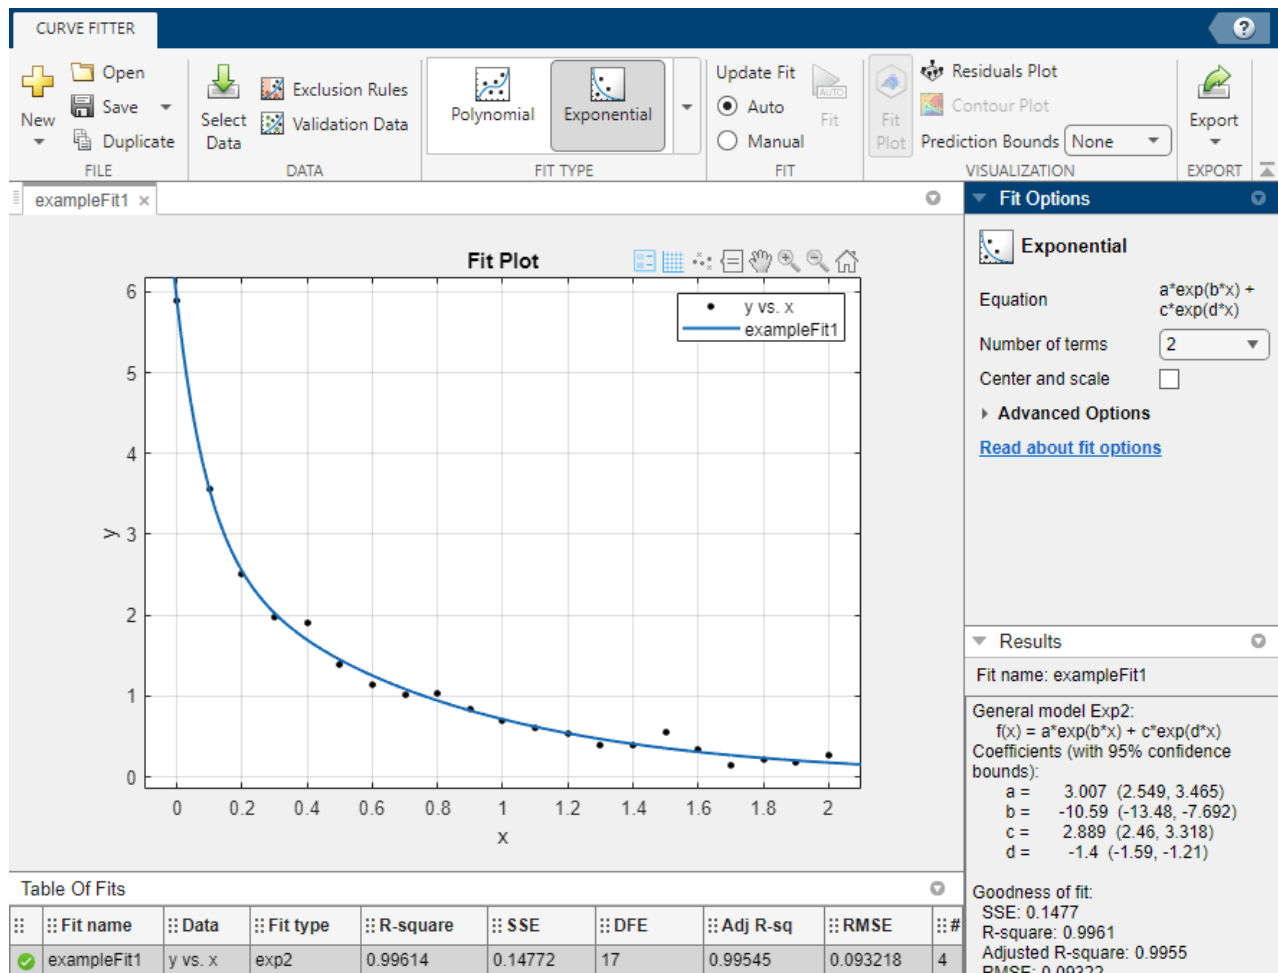 CURVE FITTER
?
New
Open
Save
Duplicate
FILE
Select
Data
Exclusion Rules
Validation Data
DATA
Polynomial
Exponential
FIT TYPE
Update Fit
Auto
Manual
AUTO
Fit
FIT
Fit
Plot
Residuals Plot
Contour Plot
Prediction Bounds None
VISUALIZATION
Export
EXPORT
exampleFit1 ×
Fit Plot
y vs. x
exampleFit1
6
5
4
3
2
1
0
y
0 0.2 0.4 0.6 0.8 1 1.2 1.4 1.6 1.8 2
x
Fit Options
Exponential
Equation
a*exp(b*x) +
c*exp(d*x)
Number of terms 2
Center and scale
Advanced Options
Read about fit options
Results
Fit name: exampleFit1
General model Exp2:
f(x) = a*exp(b*x) + c*exp(d*x)
Coefficients (with 95% confidence
bounds):
a = 3.007 (2.549, 3.465)
b = -10.59 (-13.48, -7.692)
c = 2.889 (2.46, 3.318)
d = -1.4 (-1.59, -1.21)
Goodness of fit:
SSE: 0.1477
R-square: 0.9961
Adjusted R-square: 0.9955
RMSE: 0.09322
Table Of Fits
Fit name Data Fit type R-square SSE DFE Adj R-sq RMSE #
exampleFit1 y vs. x exp2 0.99614 0.14772 17 0.99545 0.093218 4